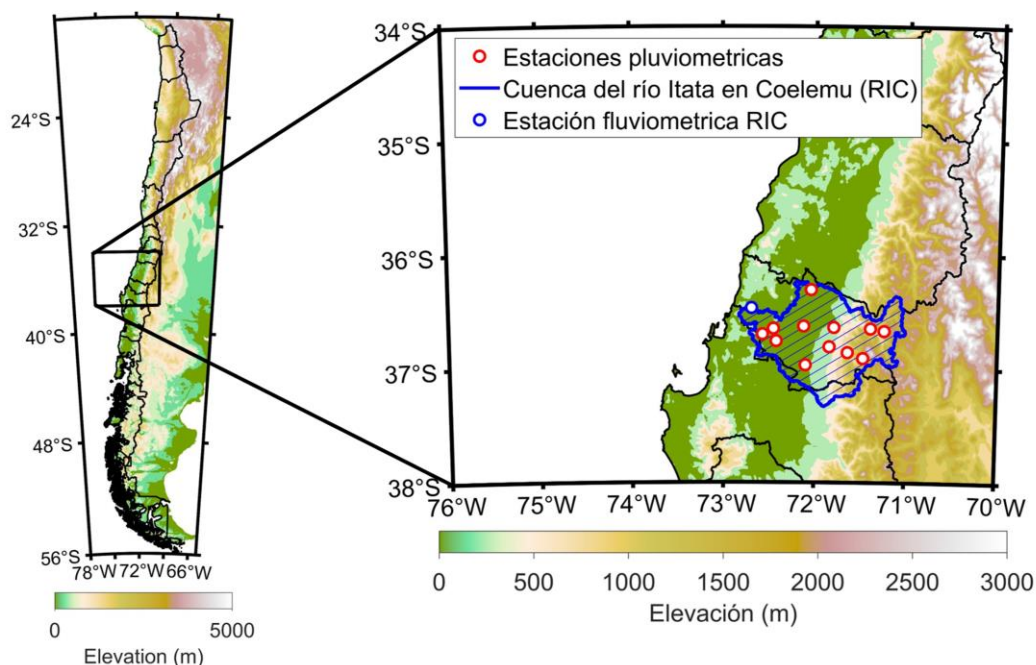 24°S
32°S
40°S
48°S
56°S
78°W 72°W 66°W
0 5000
Elevation (m)
34°S
35°S
36°S
37°S
38°S
76°W 75°W 74°W 73°W 72°W 71°W 70°W
Estaciones pluviometricas
Cuenca del río Itata en Coelemu (RIC)
Estación fluviometrica RIC
0 500 1000 1500 2000 2500 3000
Elevación (m)